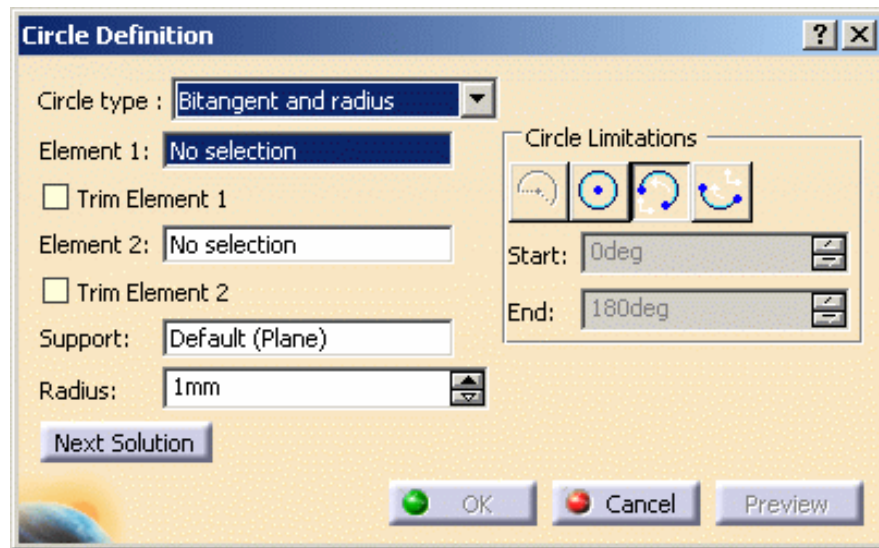 Circle Definition
Circle type : Bitangent and radius
Element 1: No selection
Trim Element 1
Element 2: No selection
Trim Element 2
Support: Default (Plane)
Radius: 1mm
Next Solution
Circle Limitations
Start: 0deg
End: 180deg
OK Cancel Preview